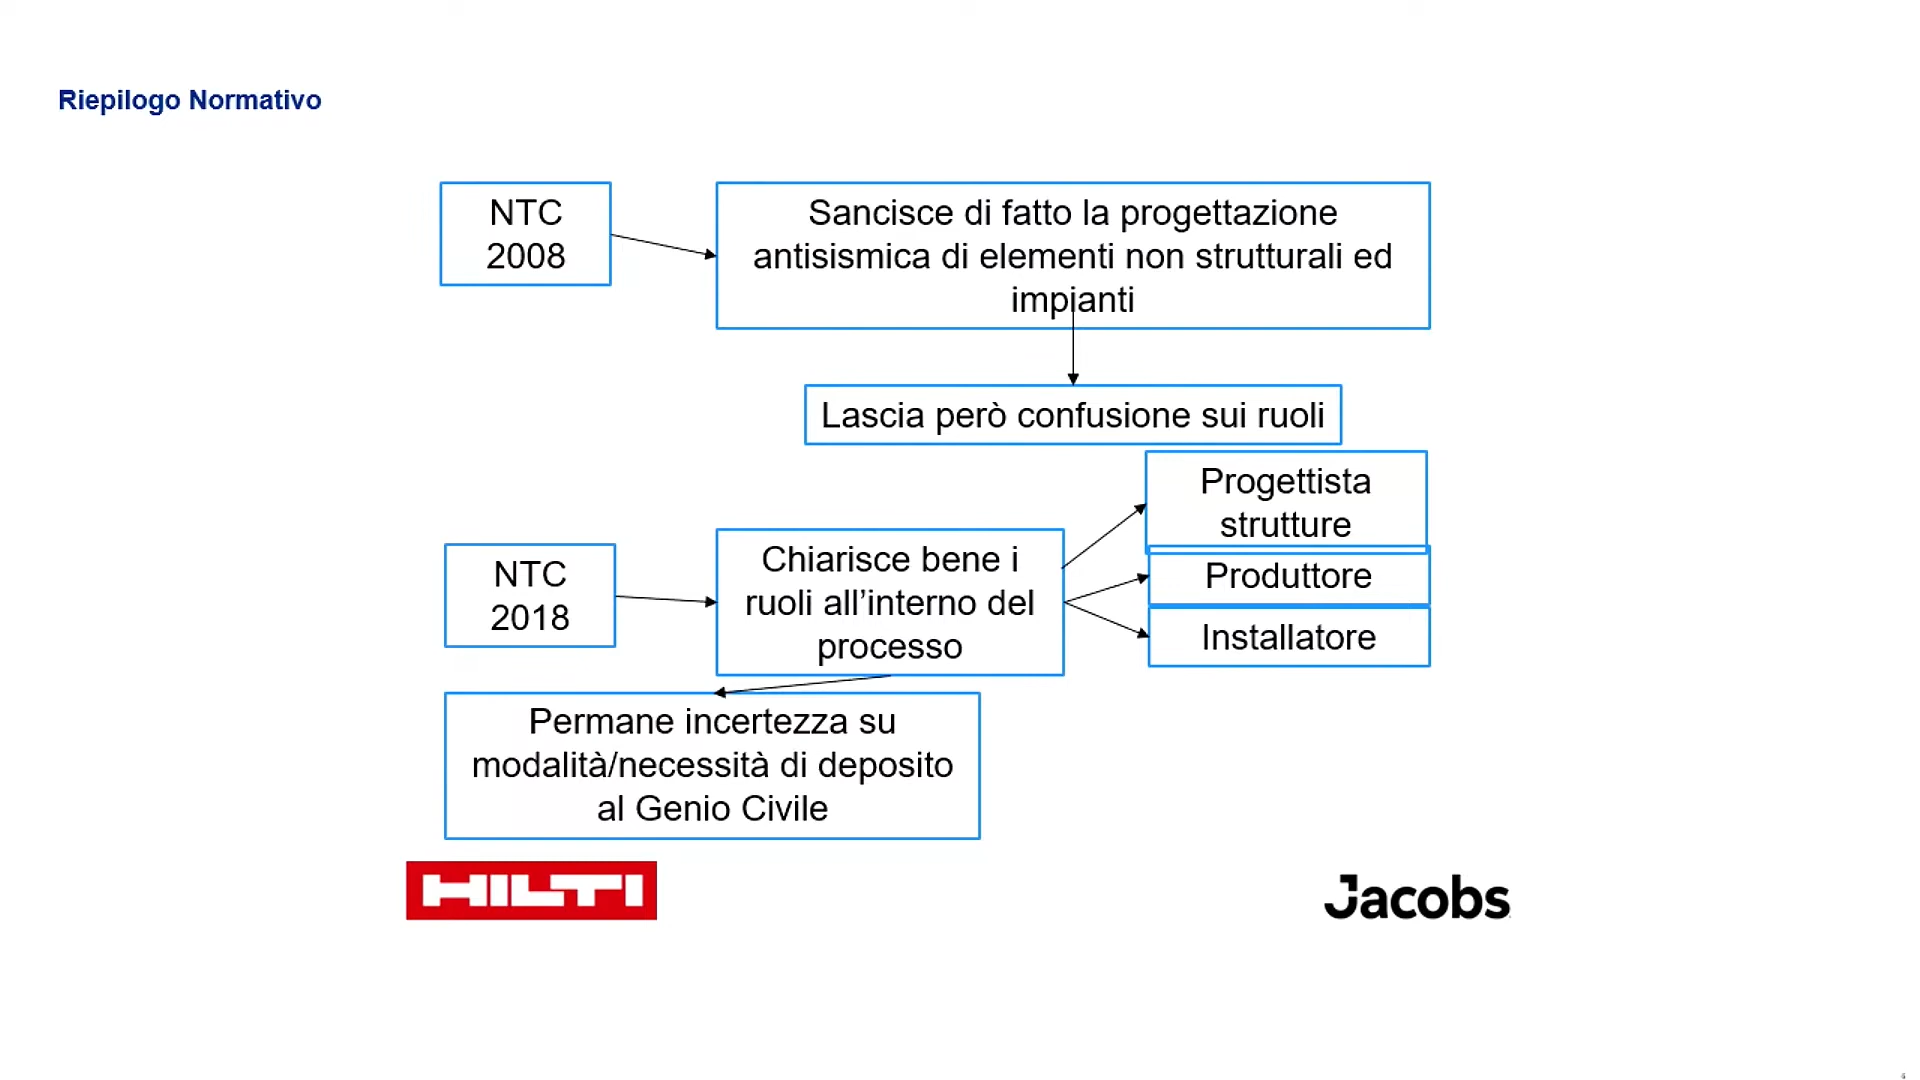 Riepilogo Normativo
NTC
2008
Sancisce di fatto la progettazione
antisismica di elementi non strutturali ed
impianti
Lascia però confusione sui ruoli
NTC
2018
Chiarisce bene i
ruoli all’interno del
processo
Progettista
strutture
Produttore
Installatore
Permane incertezza su
modalità/necessità di deposito
al Genio Civile
HILTI
Jacobs